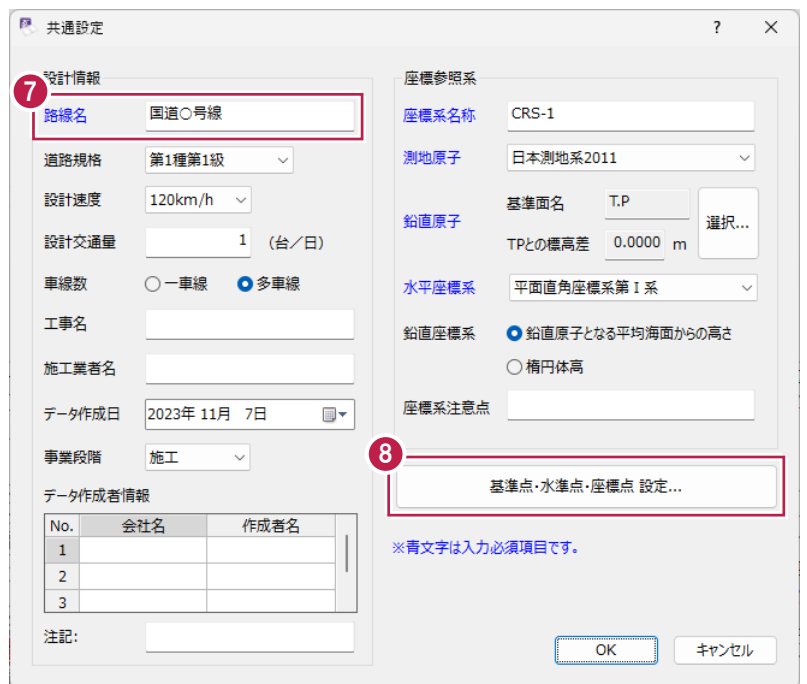 共通設定
?
×
設計情報
7
路線名 国道○号線
道路規格 第1種第1級
設計速度 120km/h
設計交通量 1 (台/日)
車線数 一車線 多車線
工事名
施工業者名
データ作成日 2023年 11月 7日
事業段階 施工
データ作成者情報
No. 会社名 作成者名
1
2
3
注記:
座標参照系
座標系名称 CRS-1
測地原子 日本測地系2011
鉛直原子 基準面名 T.P 選択...
TPとの標高差 0.0000 m
水平座標系 平面直角座標系第Ⅰ系
鉛直座標系 鉛直原子となる平均海面からの高さ
楕円体高
座標系注意点
8
基準点・水準点・座標点 設定...
※青文字は入力必須項目です。
OK キャンセル